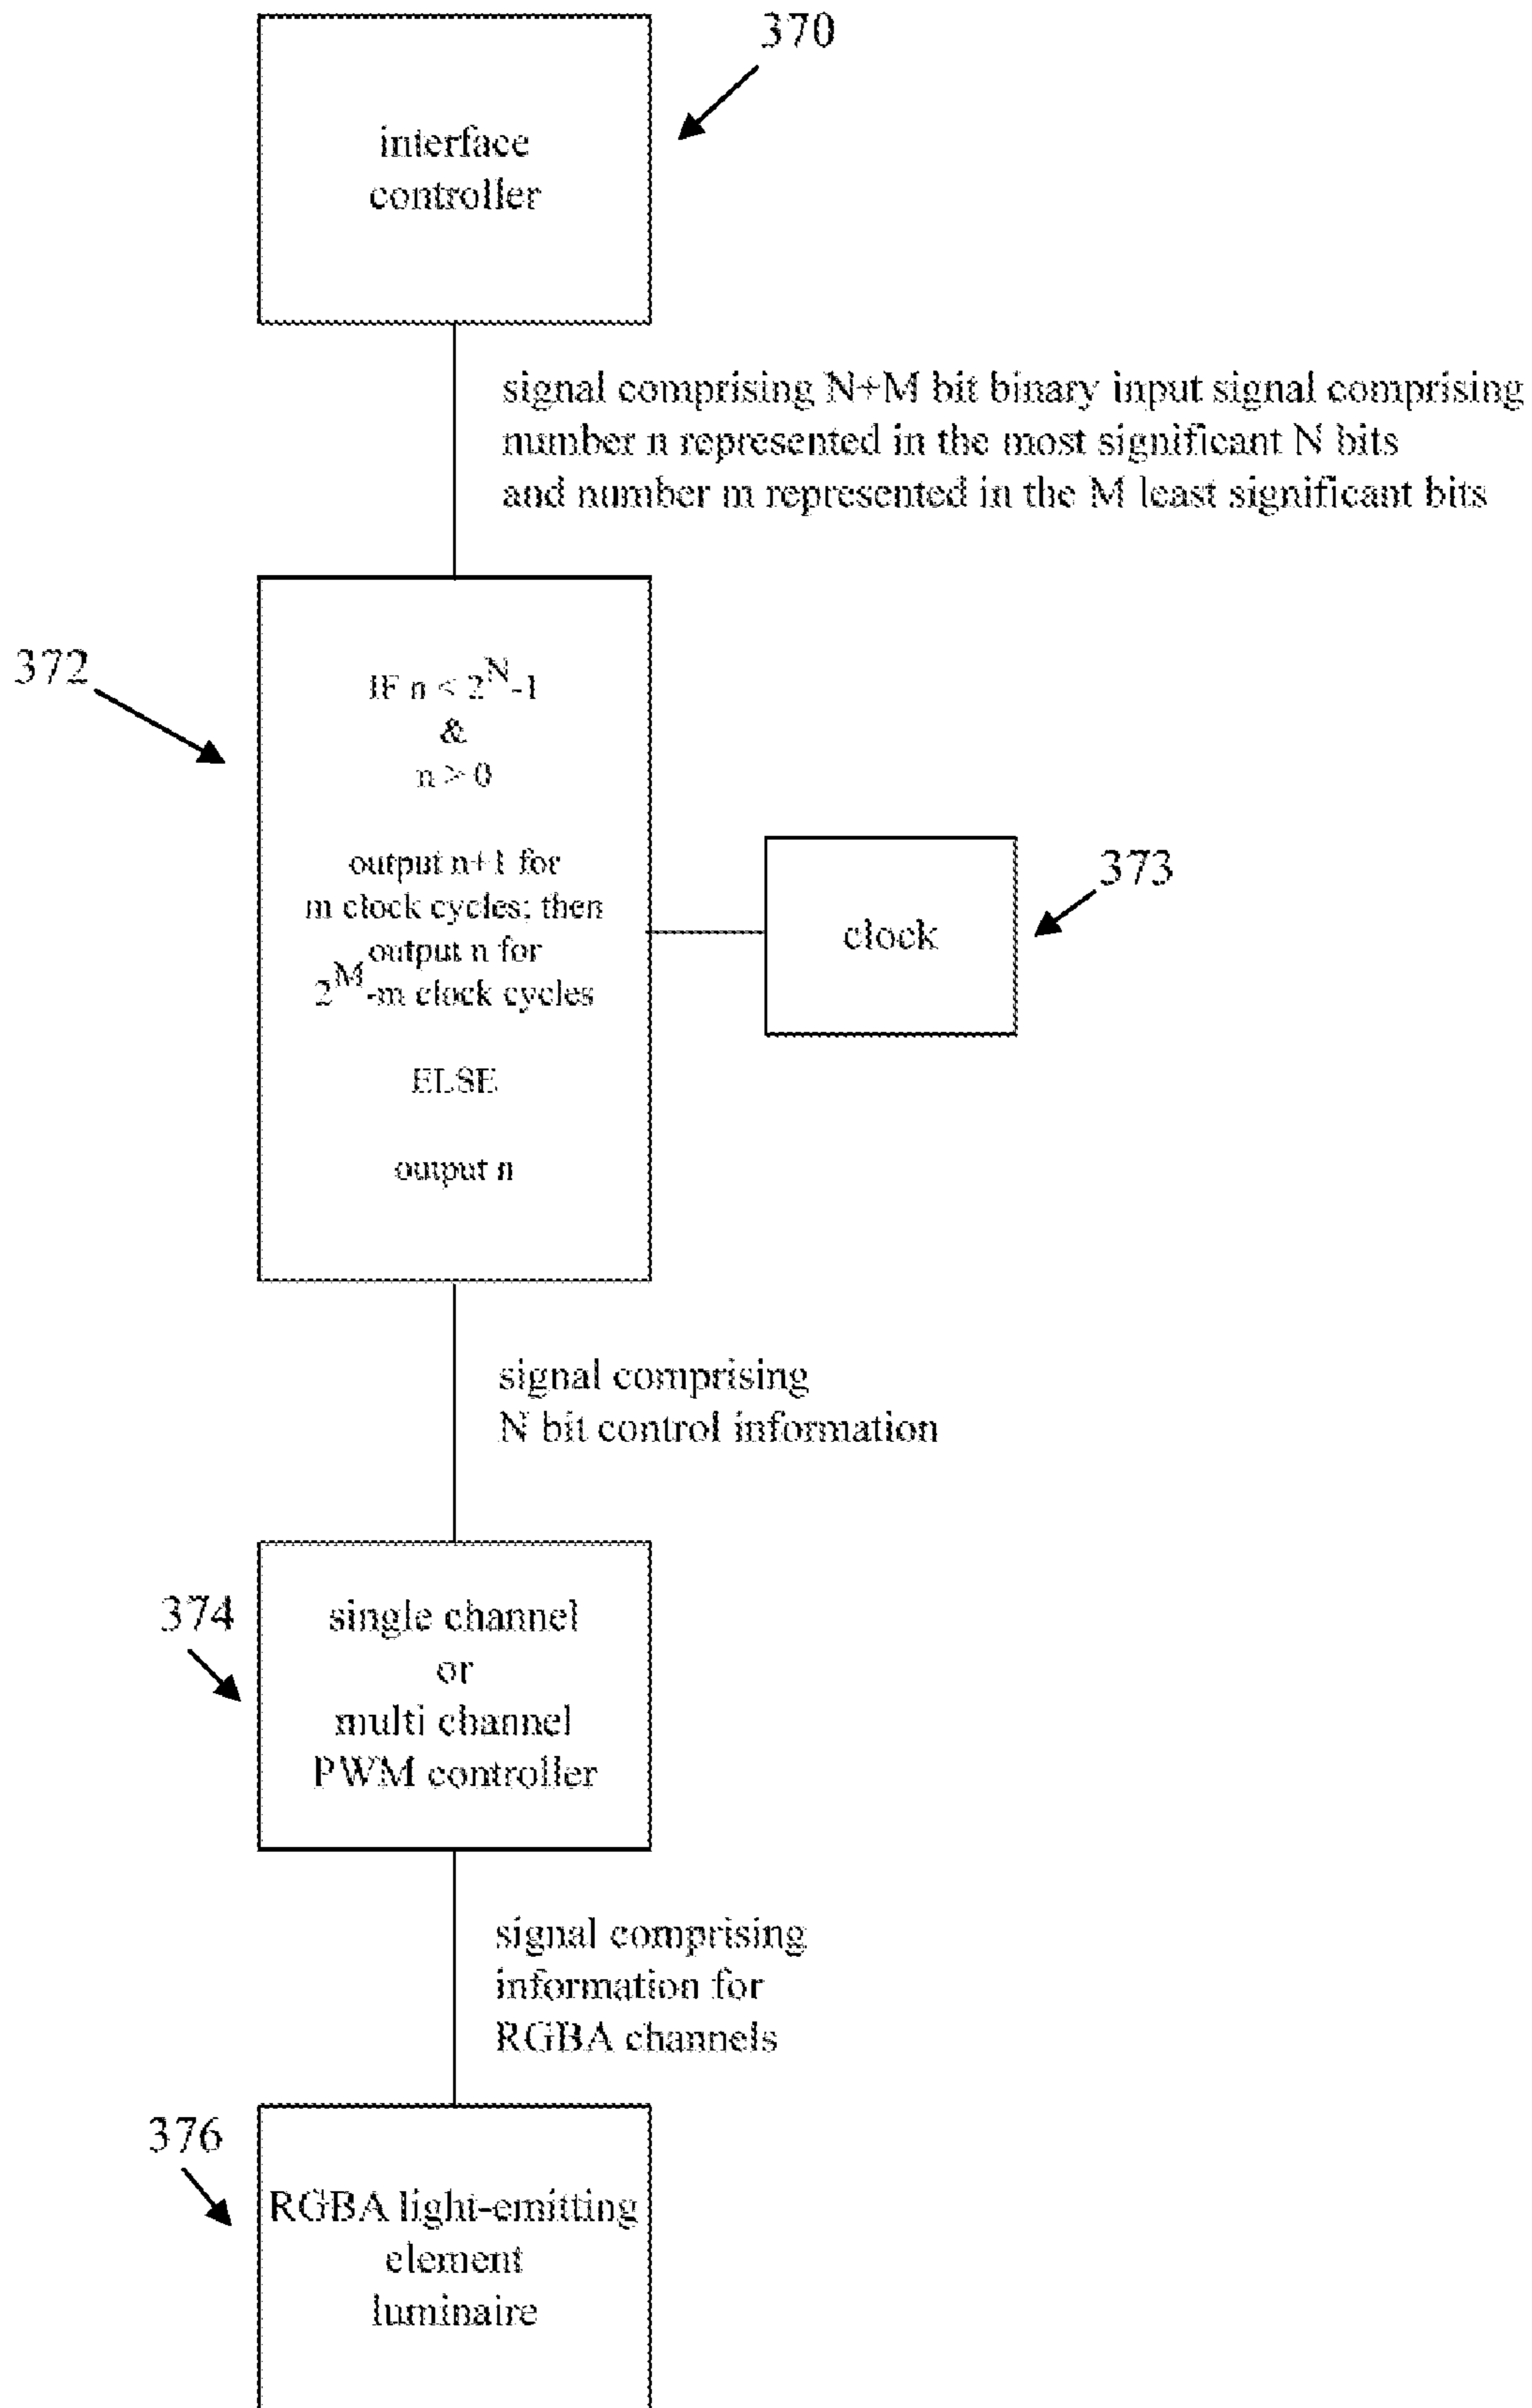 370
interface
controller
signal comprising N+M bit binary input signal comprising
number n represented in the most significant N bits
and number m represented in the M least significant bits
372
IF n < 2^N-1
&
n > 0
output n+1 for
m clock cycles; then
output n for
2^M-m clock cycles
ELSE
output n
373
clock
signal comprising
N bit control information
374
single channel
or
multi channel
PWM controller
signal comprising
information for
RGBA channels
376
RGBA light-emitting
element
luminaire